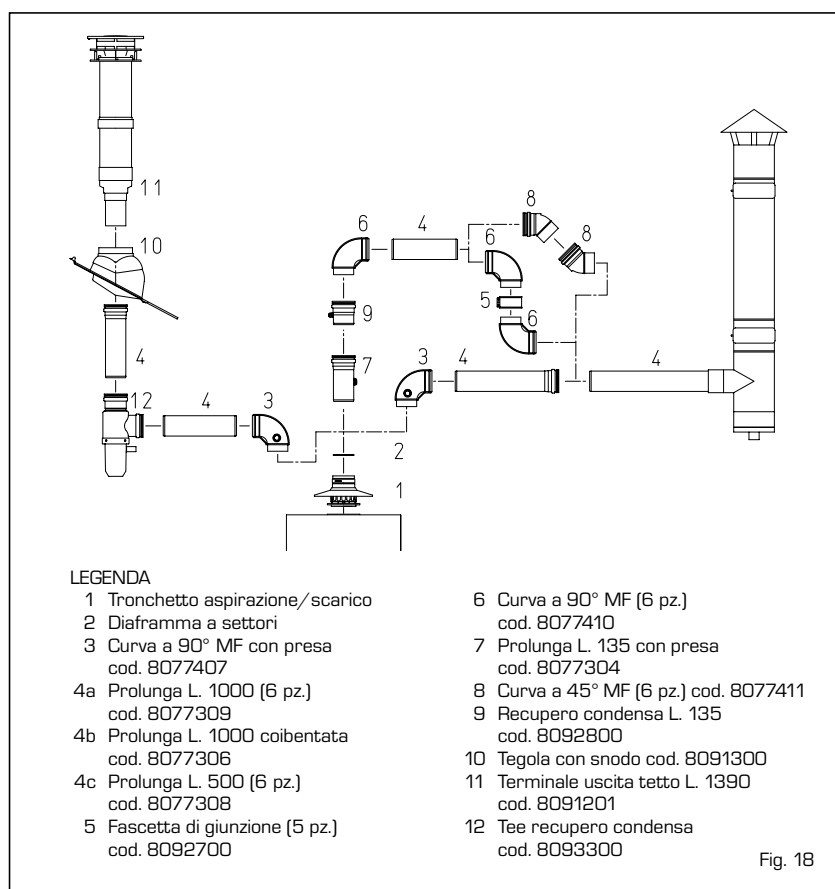 11
10
4
12
4
3
6
4
9
7
2
1
8
8
6
5
6
3
4
4
LEGENDA
1 Tronchetto aspirazione/scarico
2 Diaframma a settori
3 Curva a 90° MF con presa
cod. 8077407
4a Prolunga L. 1000 (6 pz.)
cod. 8077309
4b Prolunga L. 1000 coibentata
cod. 8077306
4c Prolunga L. 500 (6 pz.)
cod. 8077308
5 Fascetta di giunzione (5 pz.)
cod. 8092700
6 Curva a 90° MF (6 pz.)
cod. 8077410
7 Prolunga L. 135 con presa
cod. 8077304
8 Curva a 45° MF (6 pz.) cod. 8077411
9 Recupero condensa L. 135
cod. 8092800
10 Tegola con snodo cod. 8091300
11 Terminale uscita tetto L. 1390
cod. 8091201
12 Tee recupero condensa
cod. 8093300
Fig. 18